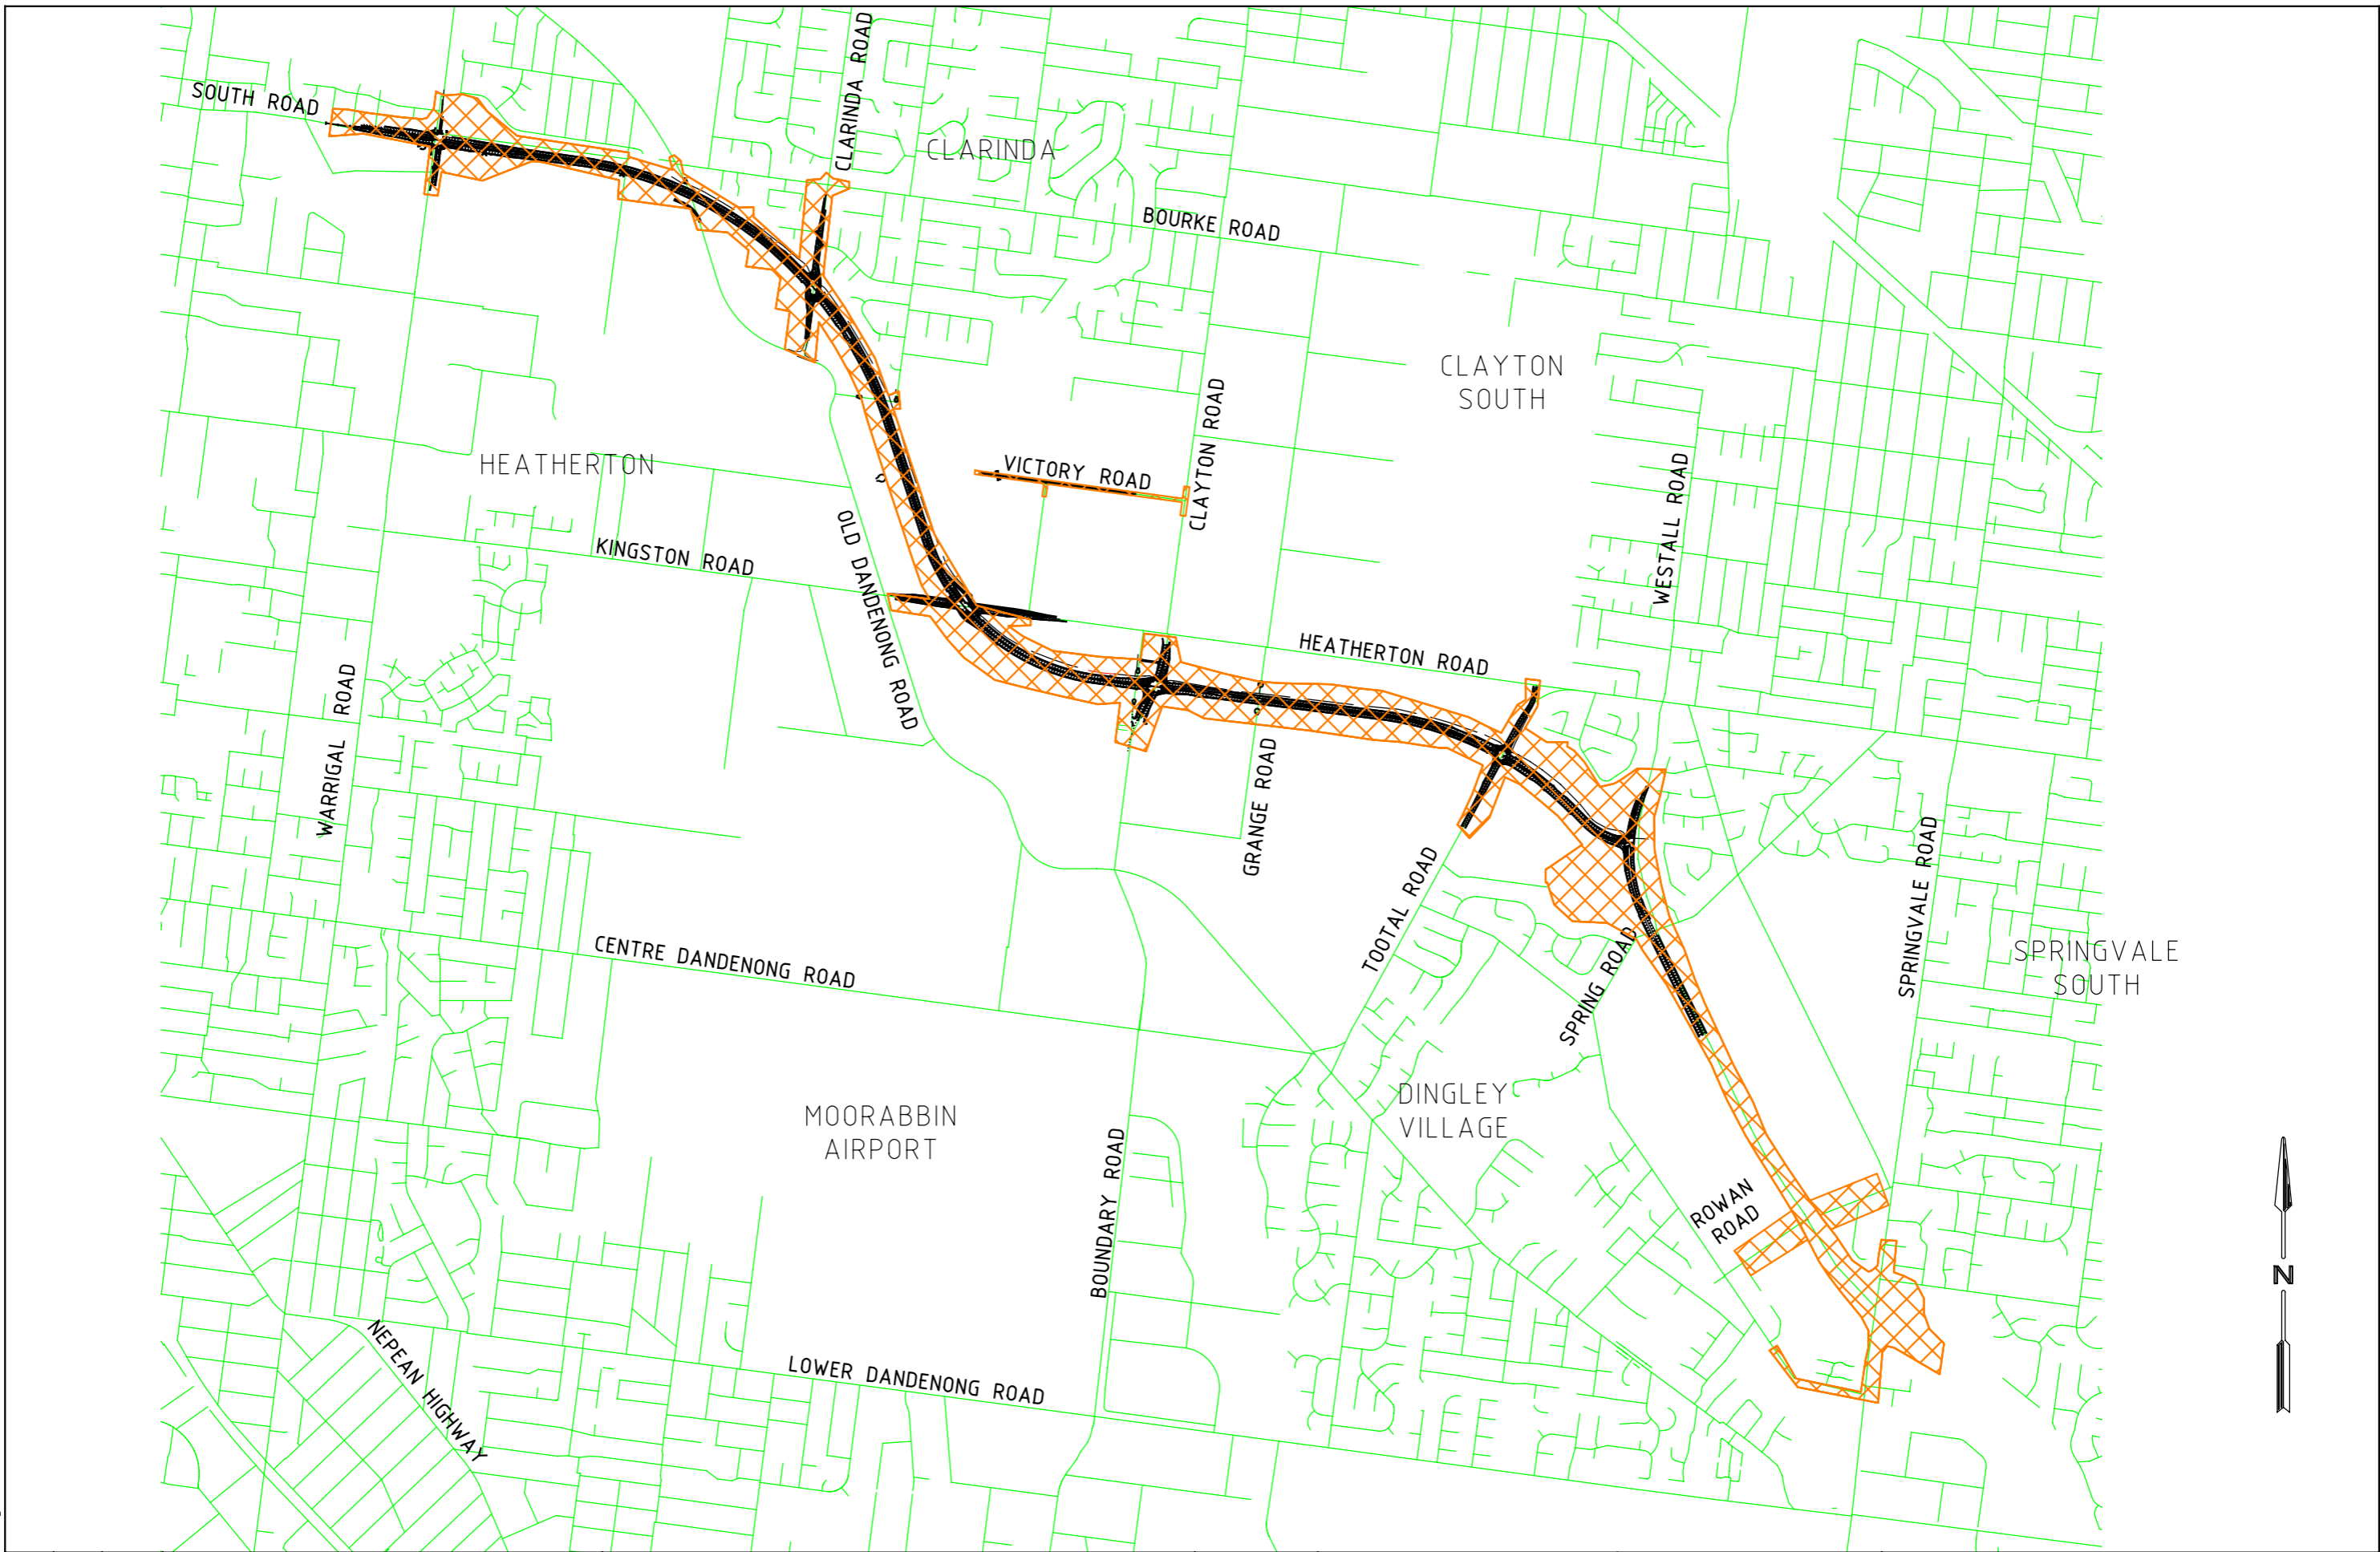 SOUTH ROAD
CLARINDA ROAD
CLARINDA
BOURKE ROAD
CLAYTON
SOUTH
CLAYTON ROAD
HEATHERTON
VICTORY ROAD
WESTALL ROAD
KINGSTON ROAD
OLD DANDENONG ROAD
HEATHERTON ROAD
WARRIGAL ROAD
GRANGE ROAD
TOOTAL ROAD
SPRINGVALE ROAD
SPRING ROAD
SPRINGVALE
SOUTH
CENTRE DANDENONG ROAD
DINGLEY
VILLAGE
MOORABBIN
AIRPORT
BOUNDARY ROAD
ROWAN
ROAD
N
NEPEAN HIGHWAY
LOWER DANDENONG ROAD